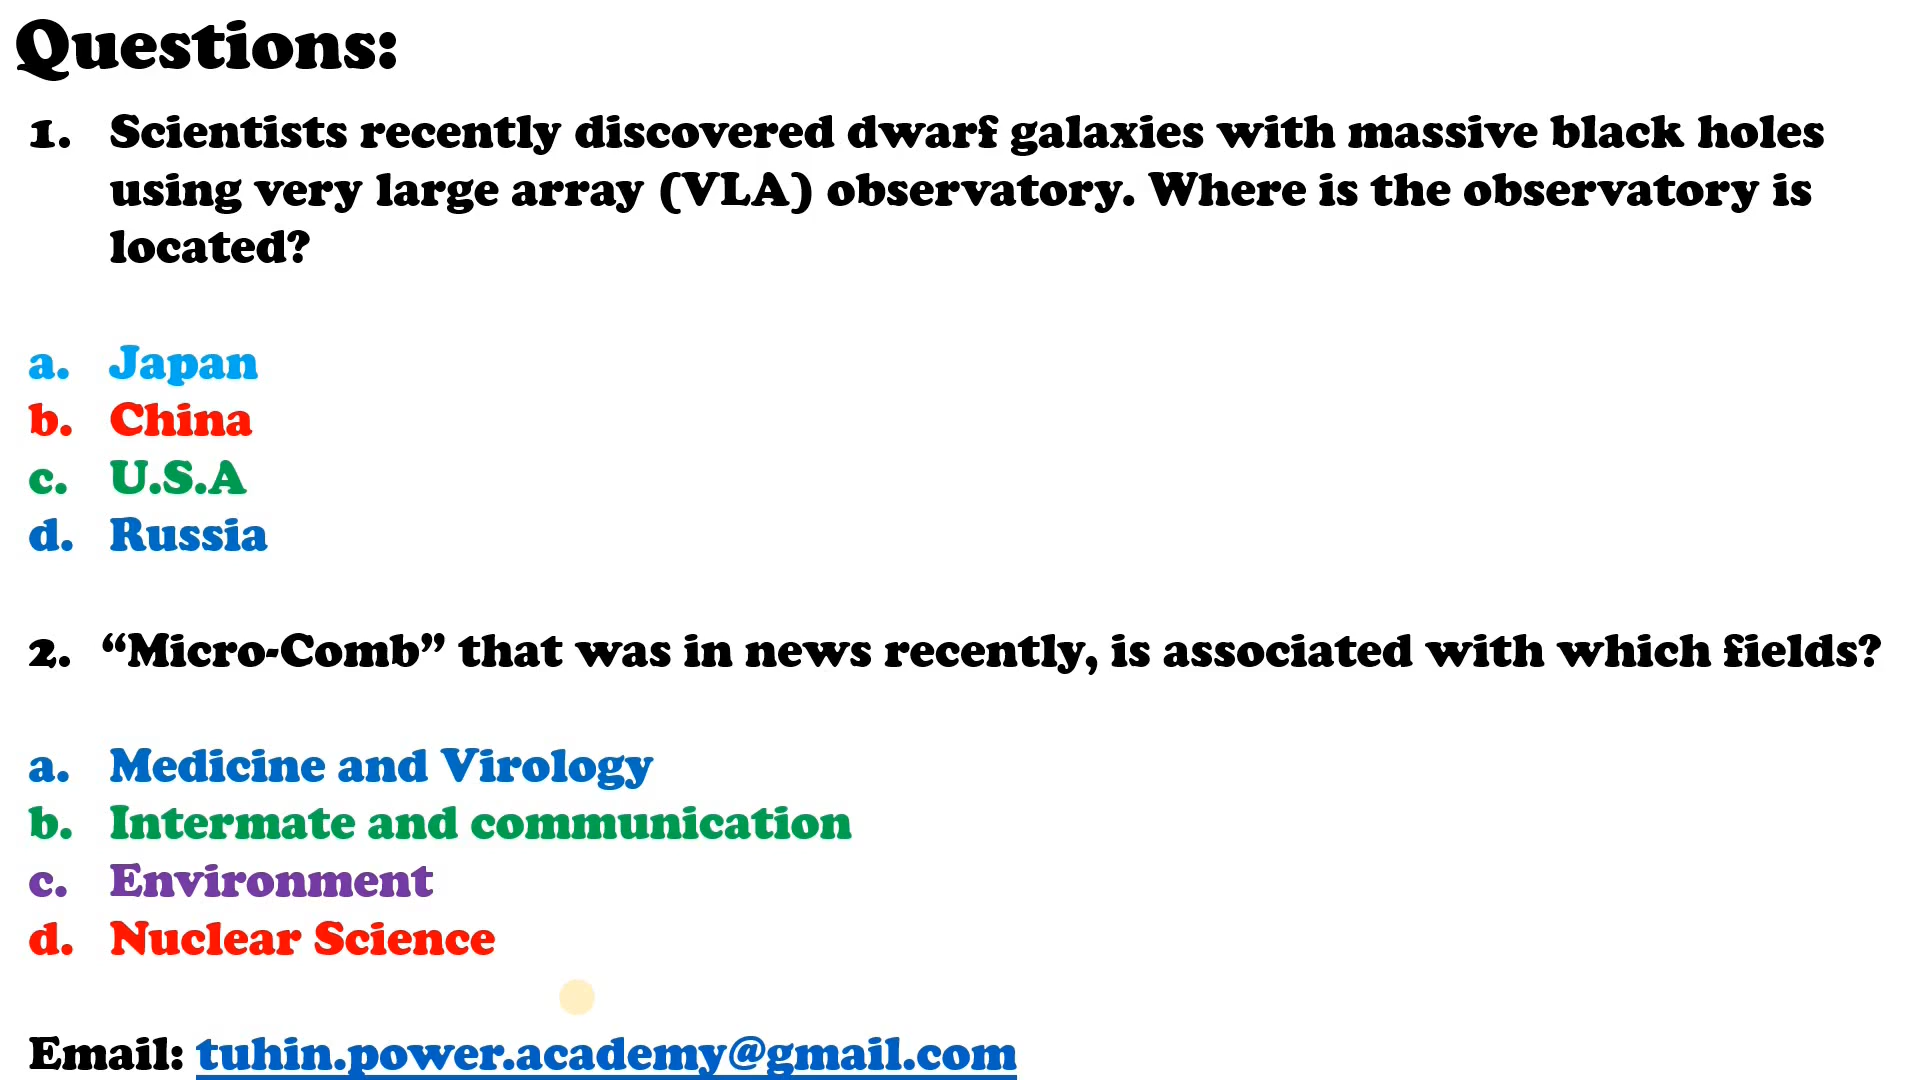 Questions:
1. Scientists recently discovered dwarf galaxies with massive black holes
using very large array (VLA) observatory. Where is the observatory is
located?
a. Japan
b. China
c. U.S.A
d. Russia
2. “Micro-Comb” that was in news recently, is associated with which fields?
a. Medicine and Virology
b. Intermate and communication
c. Environment
d. Nuclear Science
Email: tuhin.power.academy@gmail.com